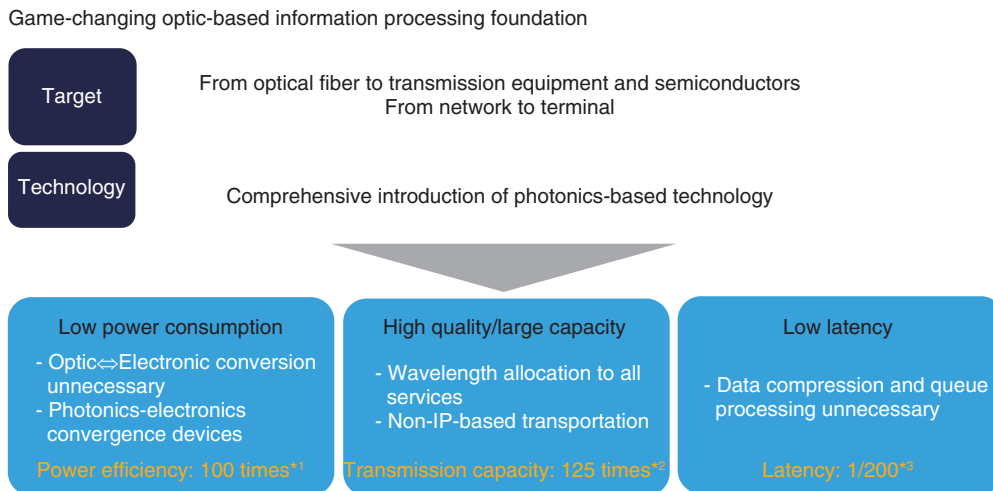 Game-changing optic-based information processing foundation
Target
From optical fiber to transmission equipment and semiconductors
From network to terminal
Technology
Comprehensive introduction of photonics-based technology
Low power consumption
- Optic⇔Electronic conversion
unnecessary
- Photonics-electronics
convergence devices
Power efficiency: 100 times*1
High quality/large capacity
- Wavelength allocation to all
services
- Non-IP-based transportation
Transmission capacity: 125 times*2
Low latency
- Data compression and queue
processing unnecessary
Latency: 1/200*3